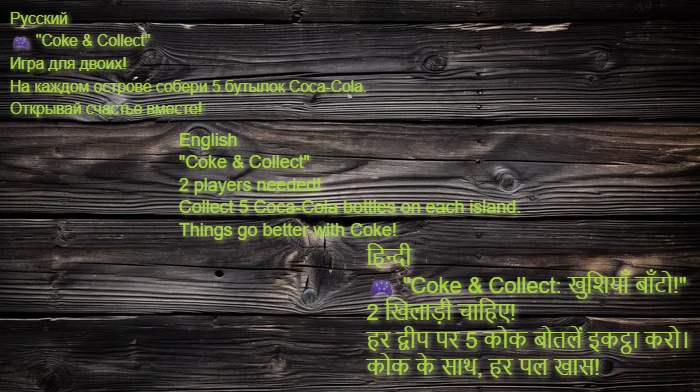 Русский
🎮 "Coke & Collect"
Игра для двоих!
На каждом острове собери 5 бутылок Coca-Cola.
Открывай счастье вместе!
English
"Coke & Collect"
2 players needed!
Collect 5 Coca-Cola bottles on each island.
Things go better with Coke!
हिन्दी
🎮 "Coke & Collect: खुशियाँ बाँटो!"
2 खिलाड़ी चाहिए!
हर द्वीप पर 5 कोक बोतलें इकट्ठा करो।
कोक के साथ, हर पल खास!